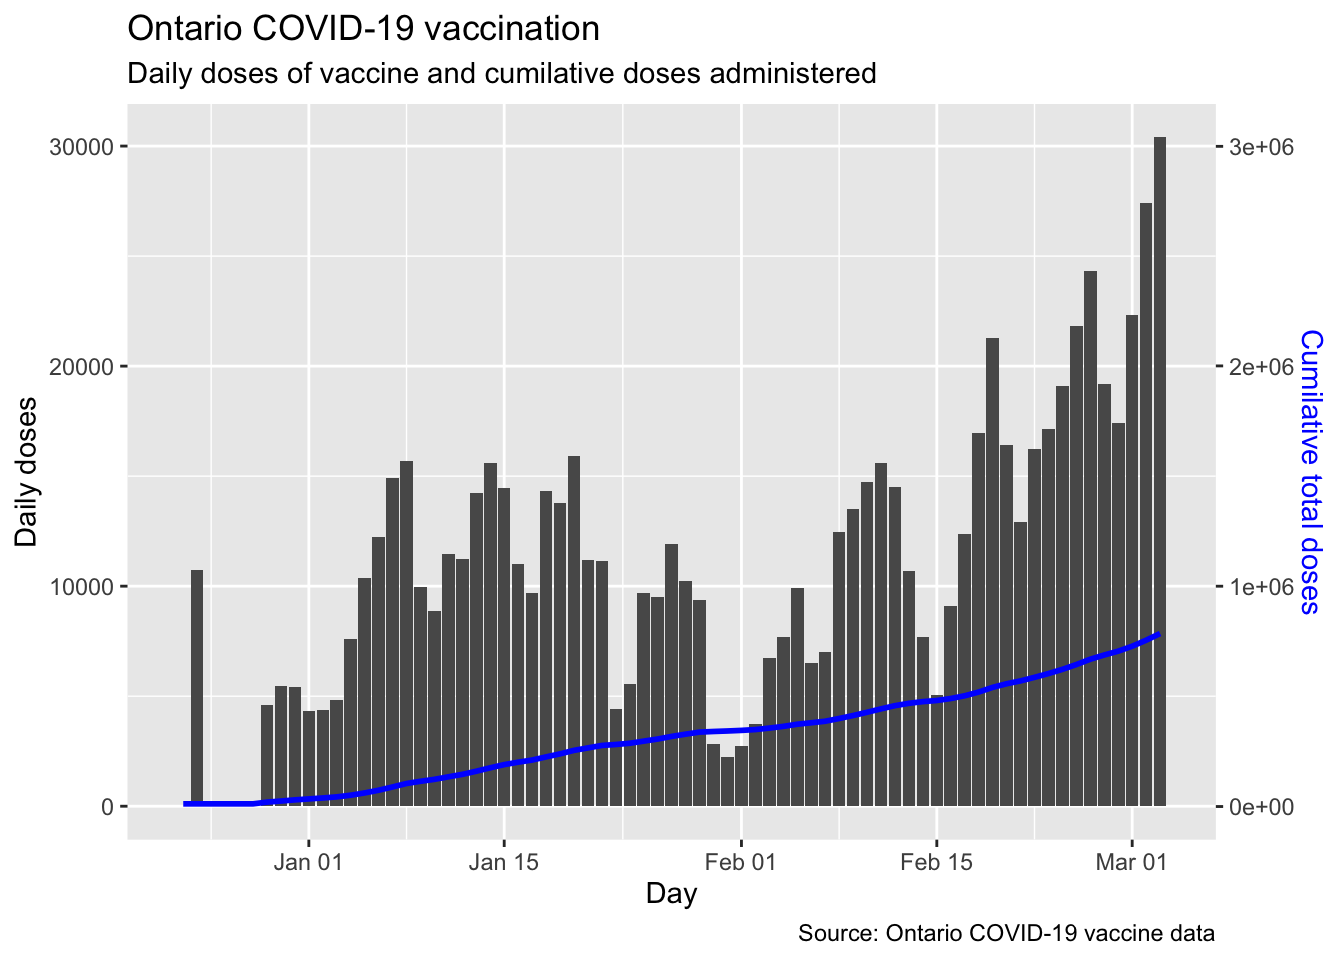 Ontario COVID-19 vaccination
Daily doses of vaccine and cumilative doses administered
30000
20000
10000
0
Daily doses
3e+06
2e+06
1e+06
0e+00
Cumilative total doses
Jan 01 Jan 15 Feb 01 Feb 15 Mar 01
Day
Source: Ontario COVID-19 vaccine data